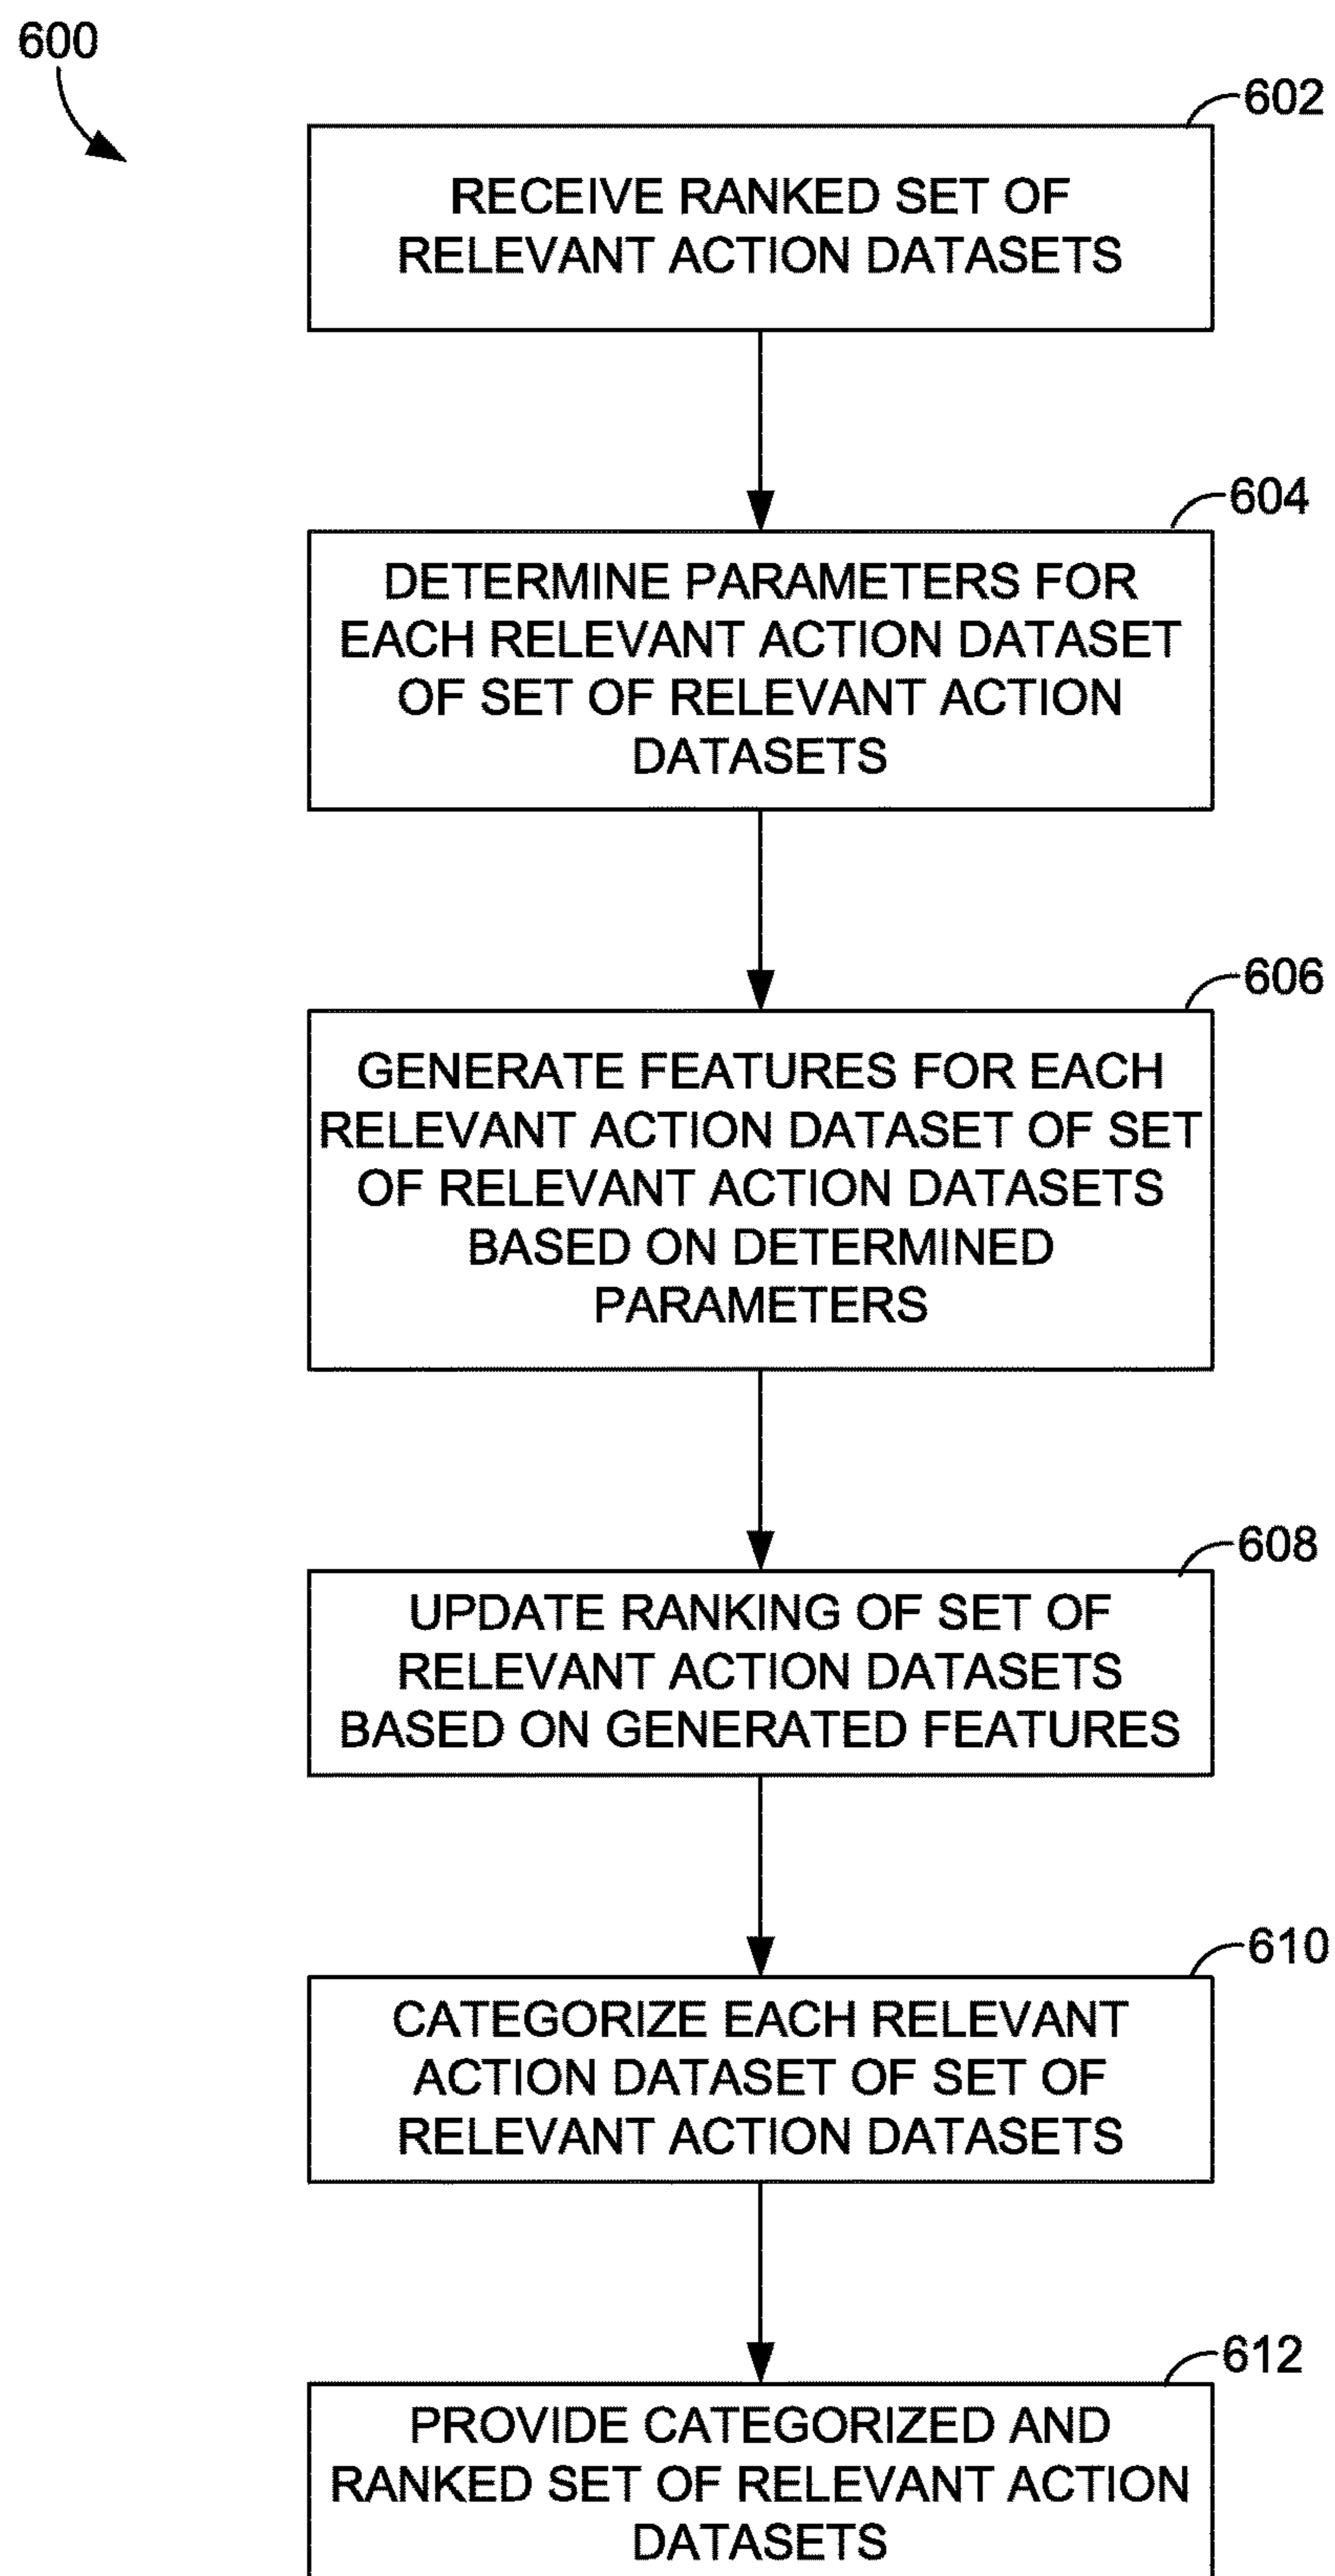 600
602
RECEIVE RANKED SET OF
RELEVANT ACTION DATASETS
604
DETERMINE PARAMETERS FOR
EACH RELEVANT ACTION DATASET
OF SET OF RELEVANT ACTION
DATASETS
606
GENERATE FEATURES FOR EACH
RELEVANT ACTION DATASET OF SET
OF RELEVANT ACTION DATASETS
BASED ON DETERMINED
PARAMETERS
608
UPDATE RANKING OF SET OF
RELEVANT ACTION DATASETS
BASED ON GENERATED FEATURES
610
CATEGORIZE EACH RELEVANT
ACTION DATASET OF SET OF
RELEVANT ACTION DATASETS
612
PROVIDE CATEGORIZED AND
RANKED SET OF RELEVANT ACTION
DATASETS